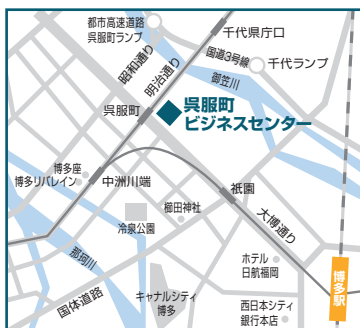 都市高速道路
呉服町ランプ
千代県庁口
昭和通り
明治通り
国道3号線
千代ランプ
御笠川
呉服町
呉服町
ビジネスセンター
博多座
博多リバレイン
中洲川端
祇園
櫛田神社
冷泉公園
大博通り
那珂川
ホテル
日航福岡
博多駅
国体道路
キャナルシティ
博多
西日本シティ
銀行本店